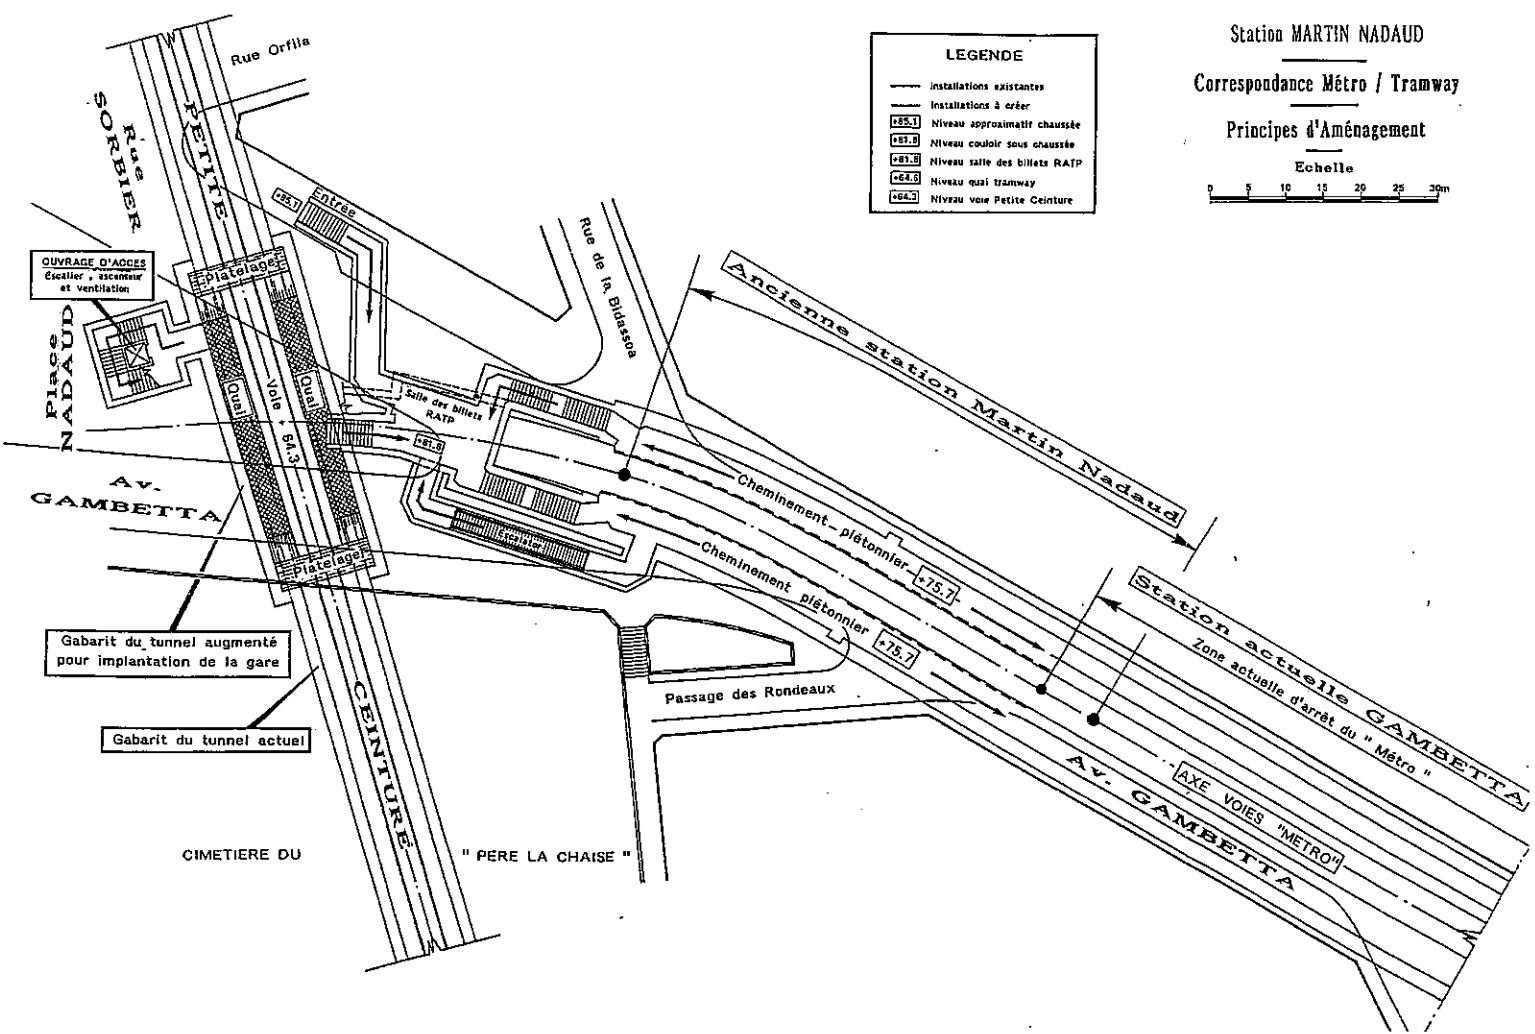 Station MARTIN NADAUD
Correspondance Métro / Tramway
Principes d'Aménagement
Echelle
0 5 10 15 20 25 30m
LEGENDE
Installations existantes
Installations à créer
+85.1 Niveau approximatif chaussée
Niveau couloir sous chaussée
+81.8 Niveau salle des billets RATP
+64.6 Niveau quai tramway
+64.3 Niveau voie Petite Ceinture
Rue Orfila
Rue
SORBIER
PETITE
+85.1
Entrée
Rue de la Bidassoa
OUVRAGE D'ACCES
Escalier , ascenseur
et ventilation
Platelage
Place
NADAUD
Quai
Voie + 64.3
Quai
Salle des billets
RATP
+81.8
Ancienne station Martin Nadaud
Av.
GAMBETTA
Escalator
Cheminement piétonnier
+75.7
Cheminement piétonnier
+75.7
Platelage
Station actuelle GAMBETTA
Zone actuelle d'arrêt du " Métro "
Gabarit du tunnel augmenté
pour implantation de la gare
Passage des Rondeaux
Gabarit du tunnel actuel
CEINTURE
Av. GAMBETTA
AXE VOIES "METRO"
CIMETIERE DU " PERE LA CHAISE "